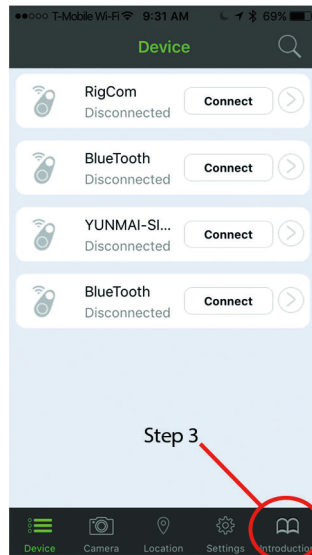 T-Mobile Wi-Fi 9:31 AM 69%
Device
RigCom
Disconnected
Connect
BlueTooth
Disconnected
Connect
YUNMAI-SI...
Disconnected
Connect
BlueTooth
Disconnected
Connect
Step 3
Device Camera Location Settings Introduction